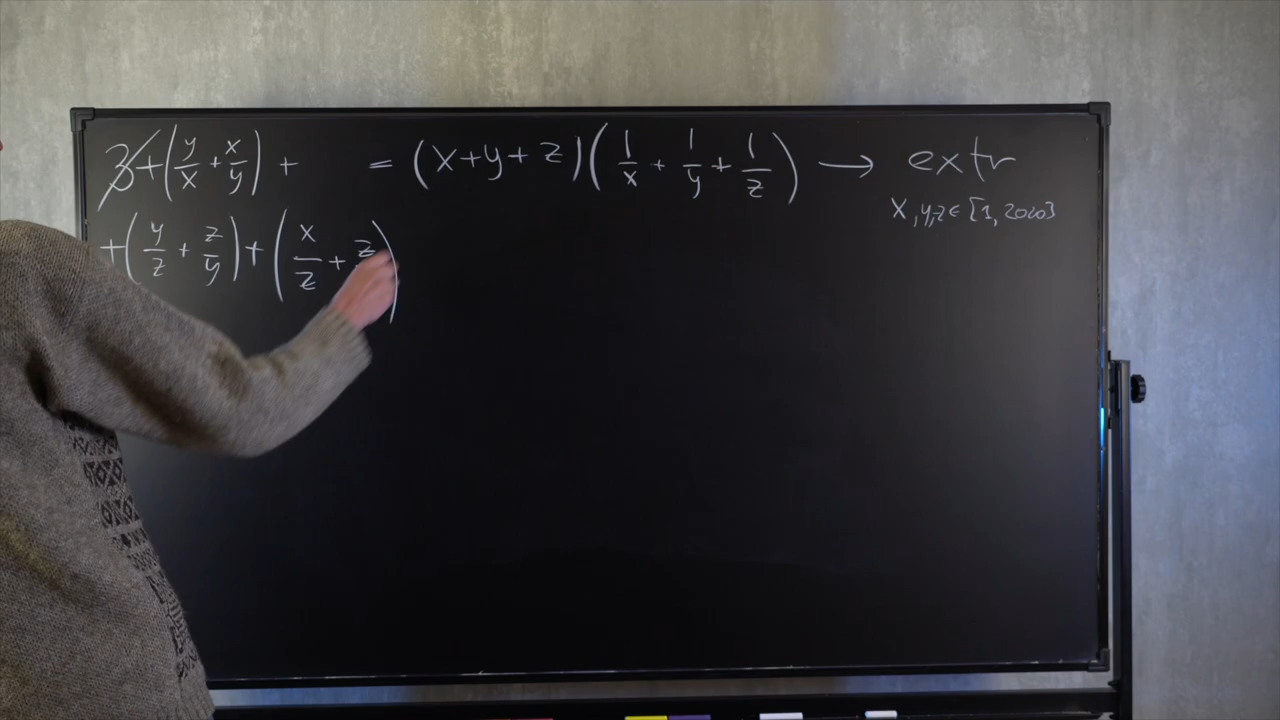 3+(y/x+x/y)+ = (x+y+z)(1/x+1/y+1/z) → extr
x,y,z∈[1,2020]
+(y/z+z/y)+(x/z+z/)